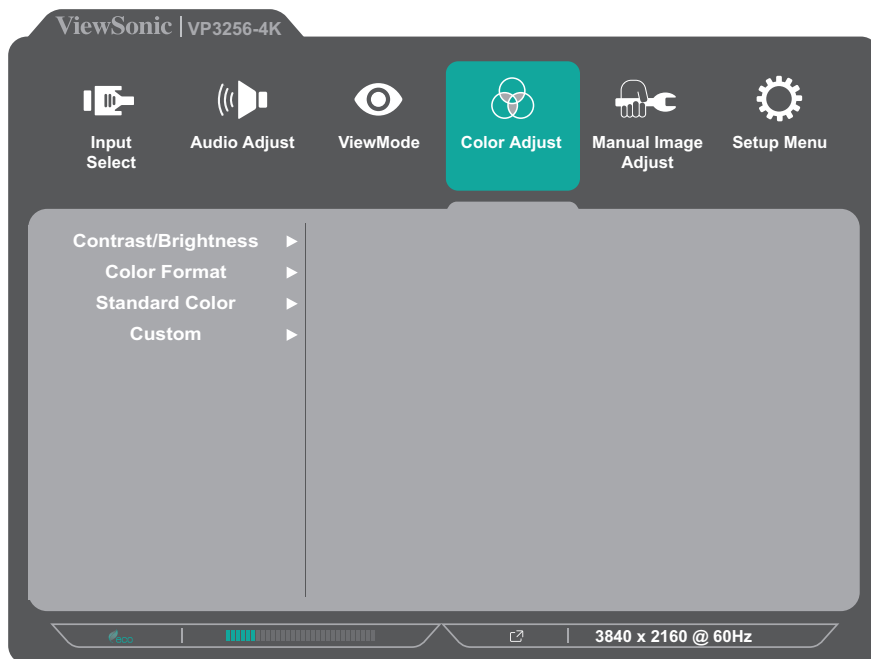 ViewSonic | VP3256-4K
Input
Select
Audio Adjust
ViewMode
Color Adjust
Manual Image
Adjust
Setup Menu
Contrast/Brightness
Color Format
Standard Color
Custom
eco
3840 x 2160 @ 60Hz